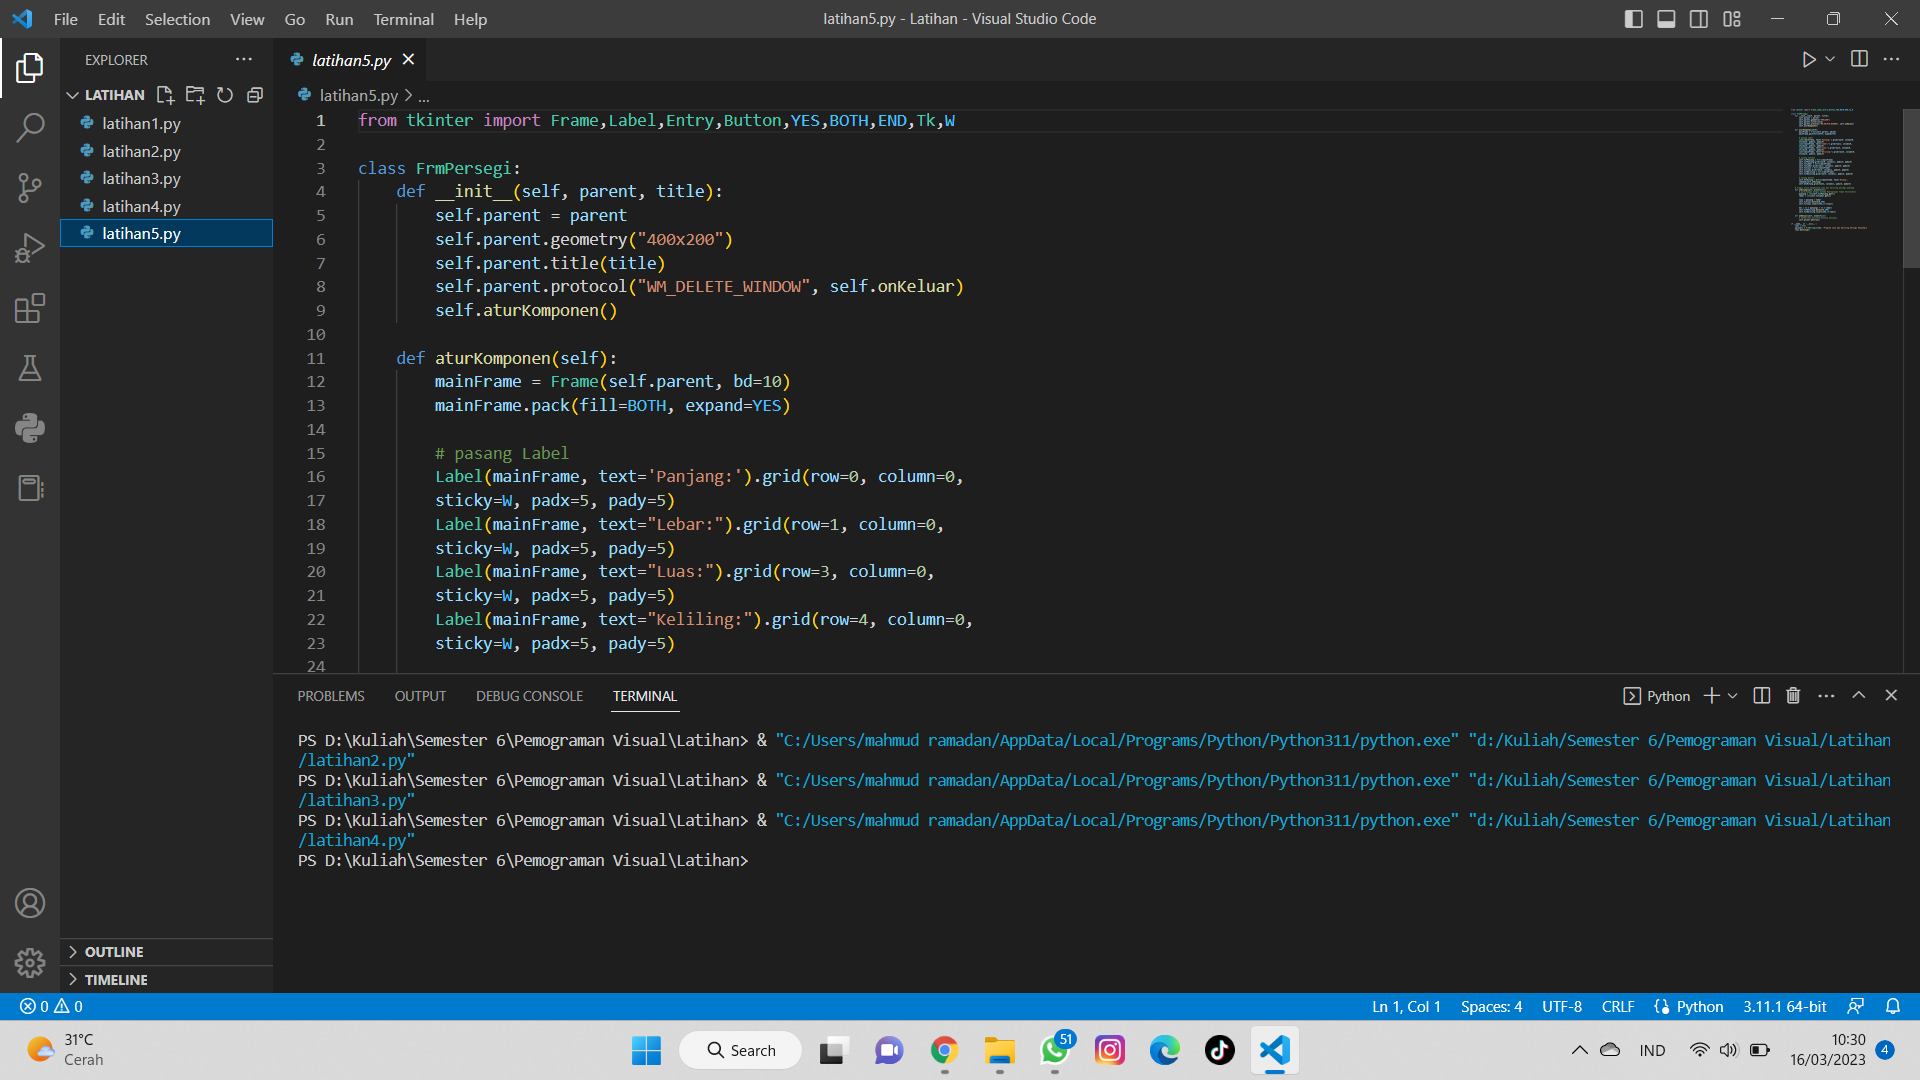 File Edit Selection View Go Run Terminal Help
latihan5.py - Latihan - Visual Studio Code
EXPLORER
LATIHAN
latihan1.py
latihan2.py
latihan3.py
latihan4.py
latihan5.py
OUTLINE
TIMELINE
latihan5.py
latihan5.py > ...
1 from tkinter import Frame,Label,Entry,Button,YES,BOTH,END,Tk,W
2
3 class FrmPersegi:
4     def __init__(self, parent, title):
5         self.parent = parent
6         self.parent.geometry("400x200")
7         self.parent.title(title)
8         self.parent.protocol("WM_DELETE_WINDOW", self.onKeluar)
9         self.aturKomponen()
10
11     def aturKomponen(self):
12         mainFrame = Frame(self.parent, bd=10)
13         mainFrame.pack(fill=BOTH, expand=YES)
14
15         # pasang Label
16         Label(mainFrame, text='Panjang:').grid(row=0, column=0,
17         sticky=W, padx=5, pady=5)
18         Label(mainFrame, text="Lebar:").grid(row=1, column=0,
19         sticky=W, padx=5, pady=5)
20         Label(mainFrame, text="Luas:").grid(row=3, column=0,
21         sticky=W, padx=5, pady=5)
22         Label(mainFrame, text="Keliling:").grid(row=4, column=0,
23         sticky=W, padx=5, pady=5)
24
PROBLEMS OUTPUT DEBUG CONSOLE TERMINAL
Python
PS D:\Kuliah\Semester 6\Pemograman Visual\Latihan> & "C:/Users/mahmud ramadan/AppData/Local/Programs/Python/Python311/python.exe" "d:/Kuliah/Semester 6/Pemograman Visual/Latihan
/latihan2.py"
PS D:\Kuliah\Semester 6\Pemograman Visual\Latihan> & "C:/Users/mahmud ramadan/AppData/Local/Programs/Python/Python311/python.exe" "d:/Kuliah/Semester 6/Pemograman Visual/Latihan
/latihan3.py"
PS D:\Kuliah\Semester 6\Pemograman Visual\Latihan> & "C:/Users/mahmud ramadan/AppData/Local/Programs/Python/Python311/python.exe" "d:/Kuliah/Semester 6/Pemograman Visual/Latihan
/latihan4.py"
PS D:\Kuliah\Semester 6\Pemograman Visual\Latihan>
0 0
Ln 1, Col 1 Spaces: 4 UTF-8 CRLF Python 3.11.1 64-bit
31°C
Cerah
Search
51
IND
10:30
16/03/2023
4